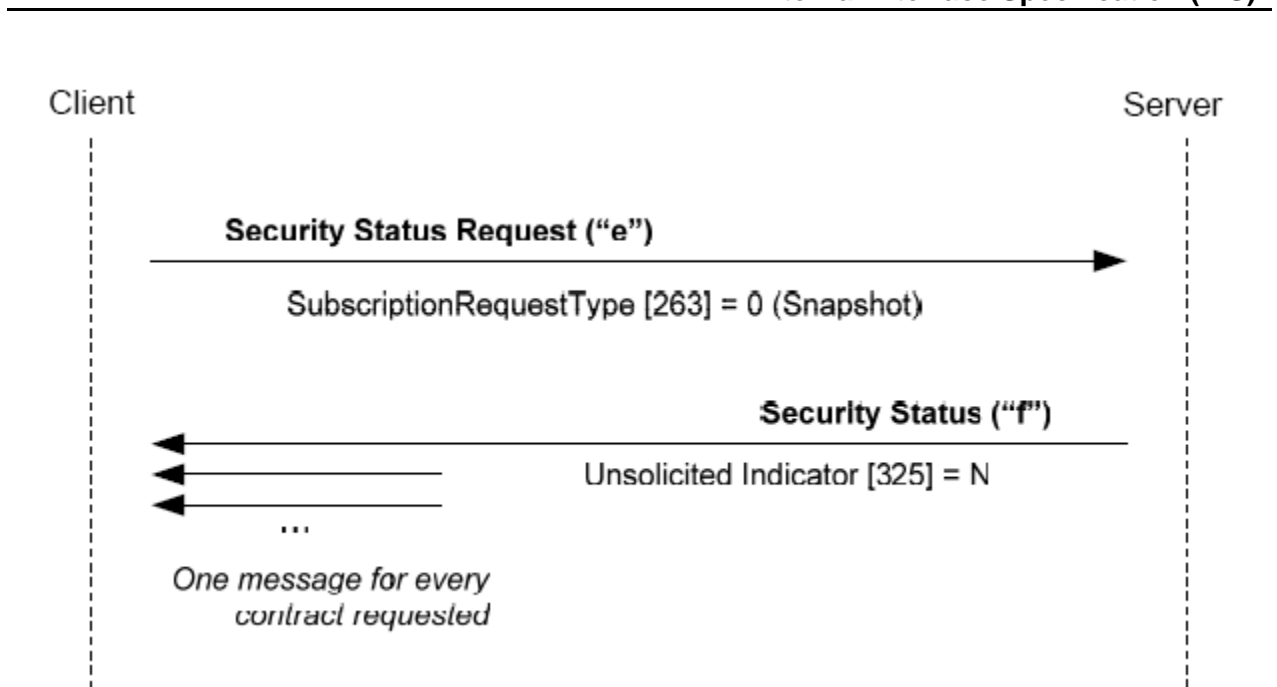 Client
Server
Security Status Request (“e”)
SubscriptionRequestType [263] = 0 (Snapshot)
Security Status (“f”)
Unsolicited Indicator [325] = N
...
One message for every
contract requested